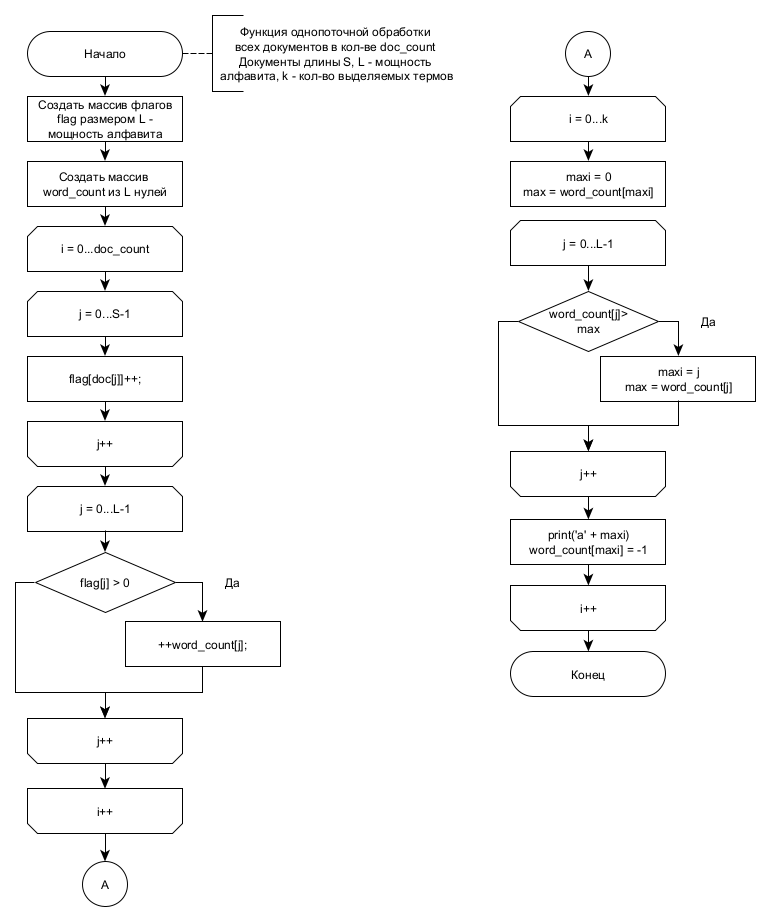 Начало
Функция однопоточной обработки
всех документов в кол-ве doc_count
Документы длины S, L - мощность
алфавита, k - кол-во выделяемых термов
Создать массив флагов
flag размером L -
мощность алфавита
Создать массив
word_count из L нулей
i = 0...doc_count
j = 0...S-1
flag[doc[j]]++;
j++
j = 0...L-1
flag[j] > 0
Да
++word_count[j];
j++
i++
A
A
i = 0...k
maxi = 0
max = word_count[maxi]
j = 0...L-1
word_count[j]>
max
Да
maxi = j
max = word_count[j]
j++
print('a' + maxi)
word_count[maxi] = -1
i++
Конец